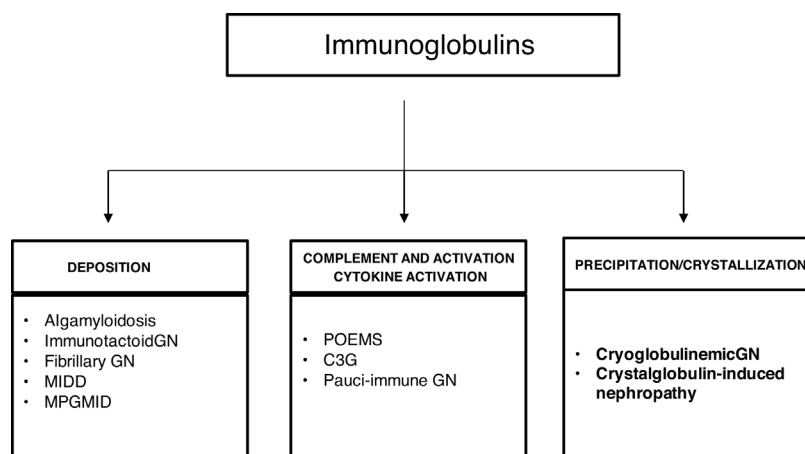 Immunoglobulins
DEPOSITION
• AIgamyloidosis
• ImmunotactoidGN
• Fibrillary GN
• MIDD
• MPGMID
COMPLEMENT AND ACTIVATION
CYTOKINE ACTIVATION
• POEMS
• C3G
• Pauci-immune GN
PRECIPITATION/CRYSTALLIZATION
• CryoglobulinemicGN
• Crystalglobulin-induced
nephropathy